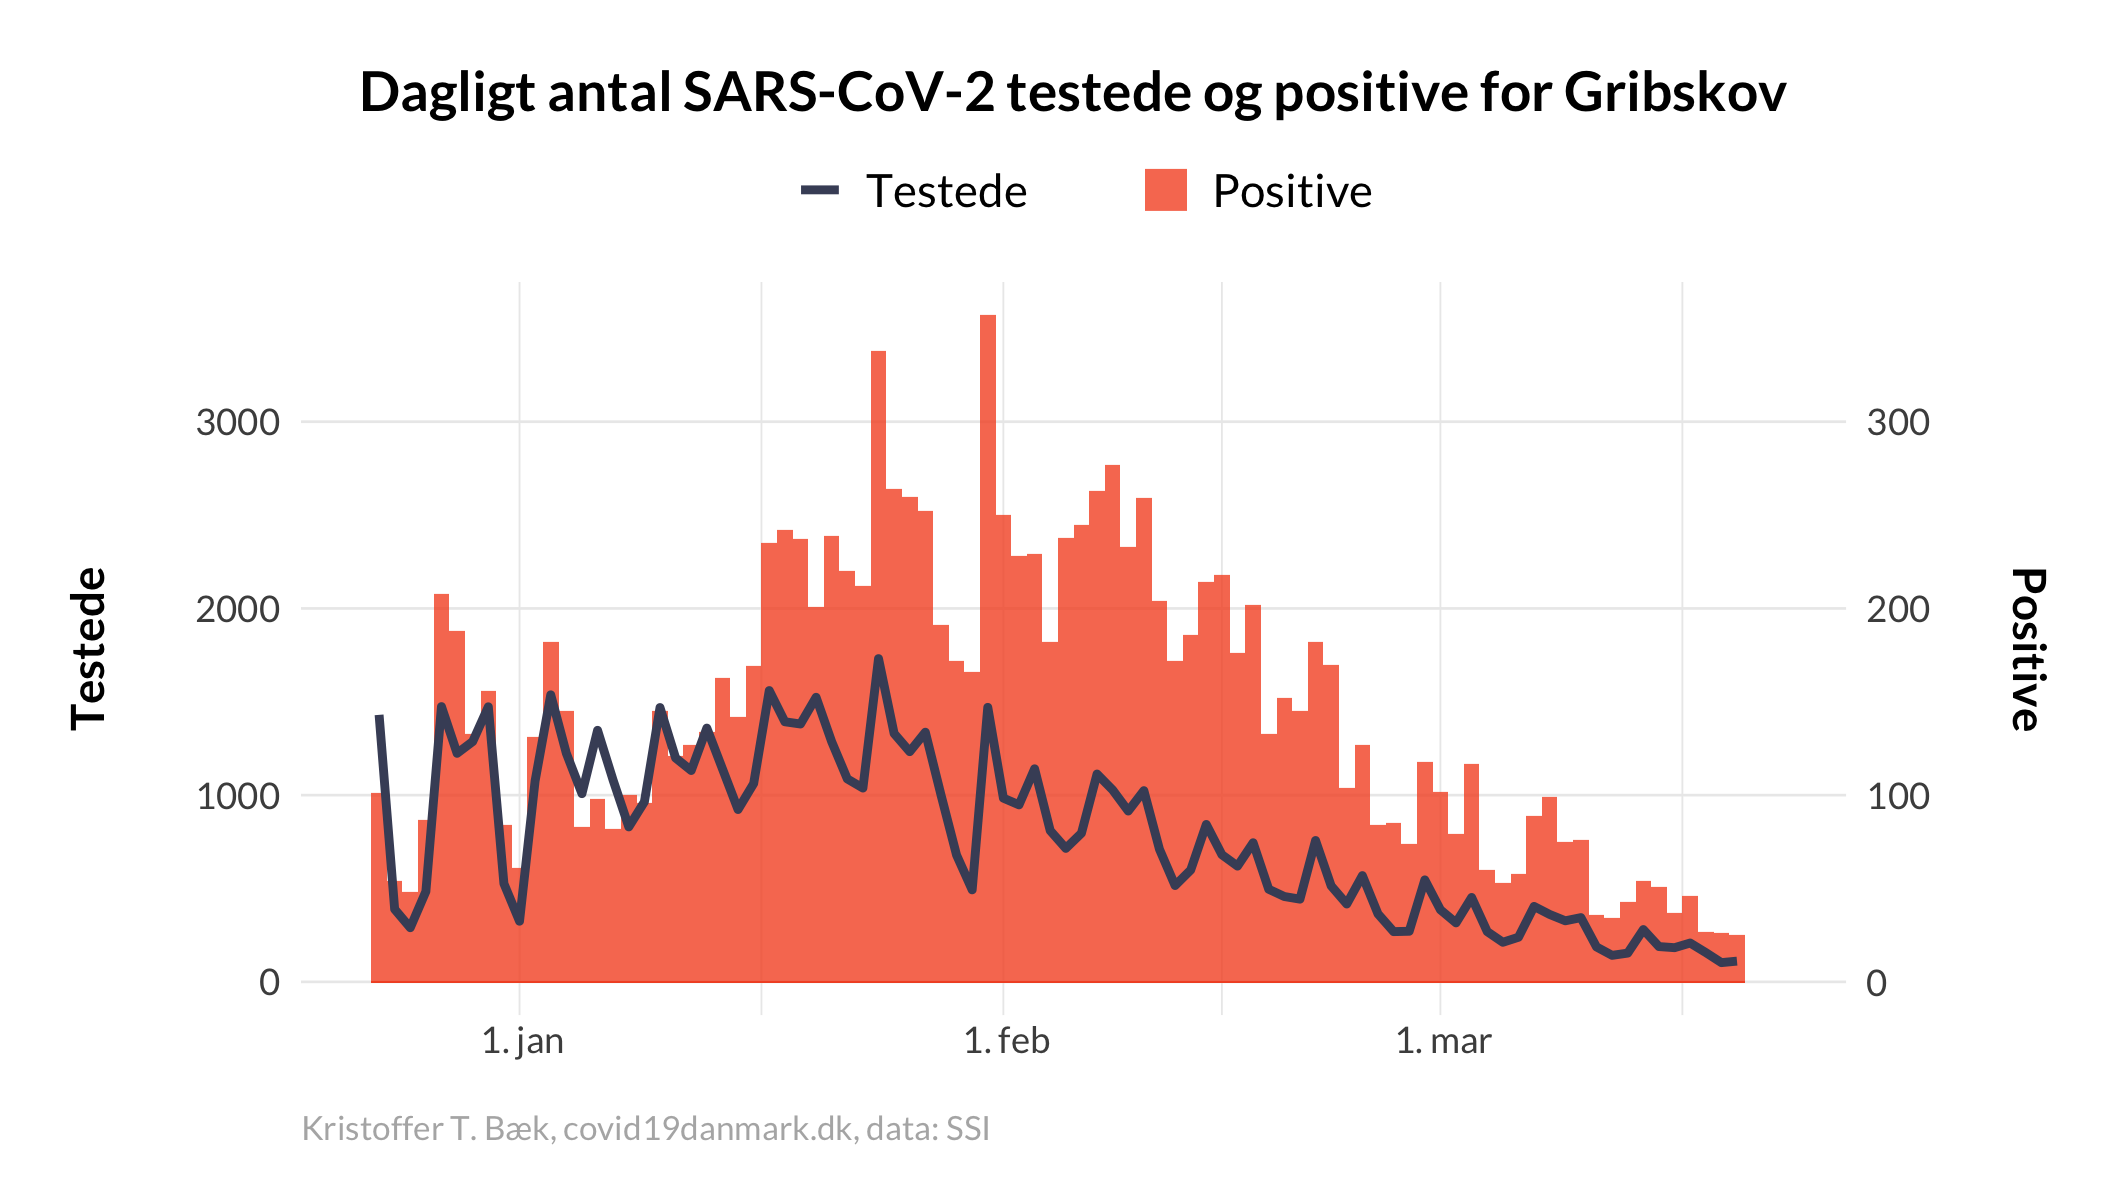 Dagligt antal SARS-CoV-2 testede og positive for Gribskov
Testede Positive
3000 300
2000 200
1000 100
0 0
Testede
Positive
1. jan 1. feb 1. mar
Kristoffer T. Bæk, covid19danmark.dk, data: SSI